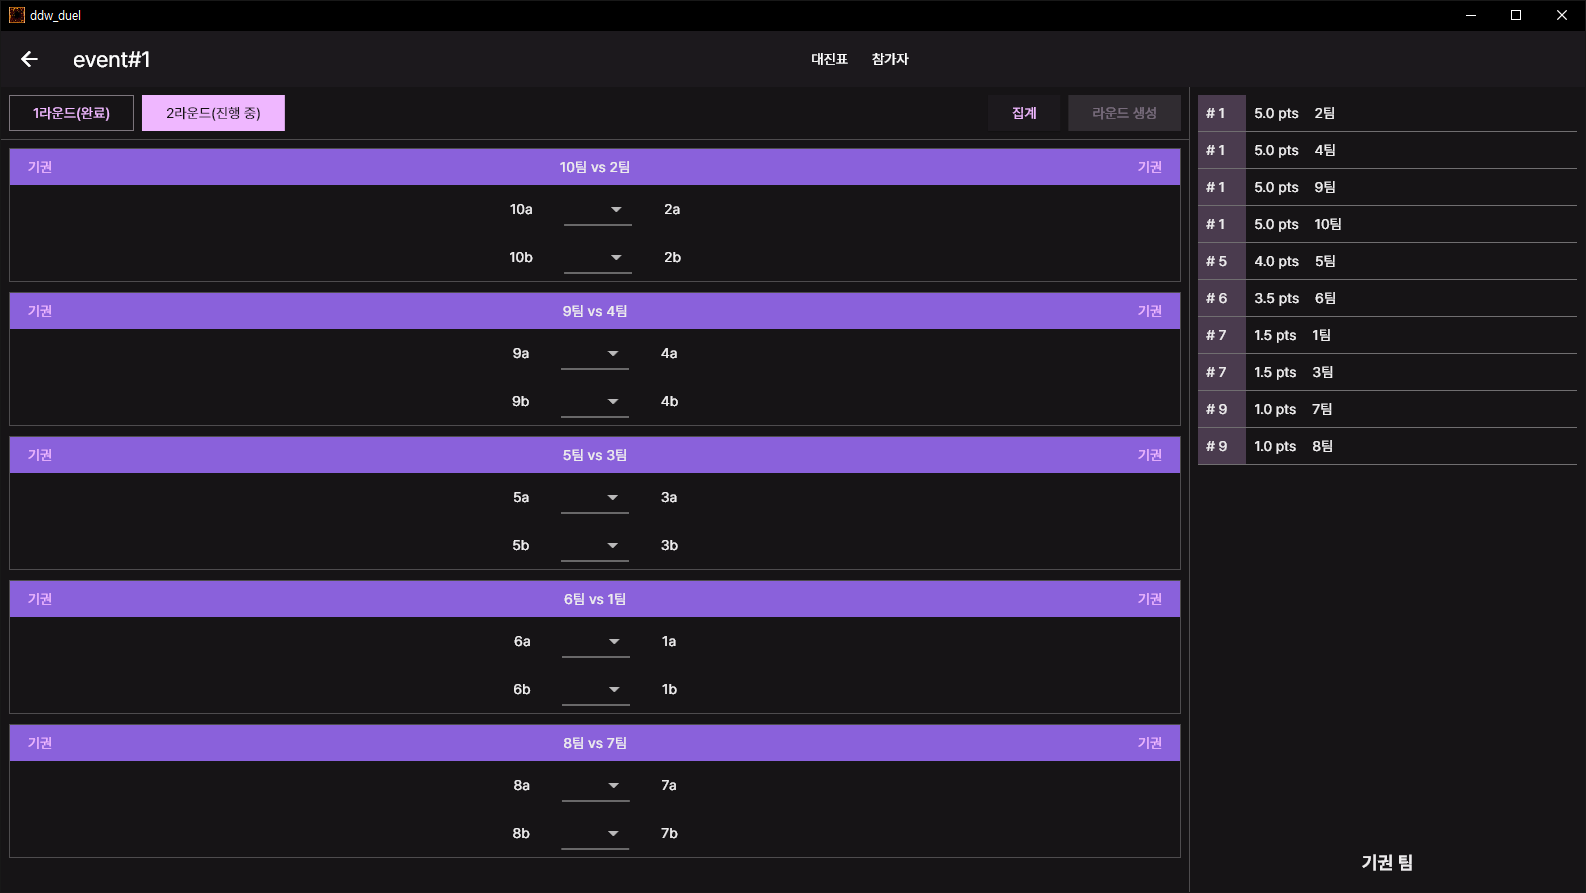 ddw_duel
event#1
대진표 참가자
1라운드(완료) 2라운드(진행 중) 집계 라운드 생성
기권 10팀 vs 2팀 기권
10a 2a
10b 2b
기권 9팀 vs 4팀 기권
9a 4a
9b 4b
기권 5팀 vs 3팀 기권
5a 3a
5b 3b
기권 6팀 vs 1팀 기권
6a 1a
6b 1b
기권 8팀 vs 7팀 기권
8a 7a
8b 7b
# 1 5.0 pts 2팀
# 1 5.0 pts 4팀
# 1 5.0 pts 9팀
# 1 5.0 pts 10팀
# 5 4.0 pts 5팀
# 6 3.5 pts 6팀
# 7 1.5 pts 1팀
# 7 1.5 pts 3팀
# 9 1.0 pts 7팀
# 9 1.0 pts 8팀
기권 팀